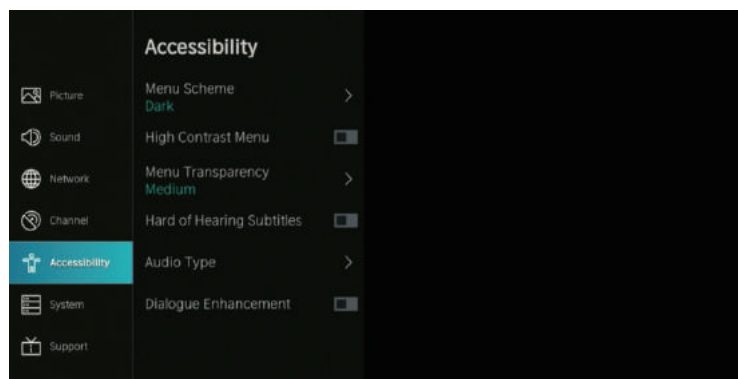 Accessibility
Picture
Sound
Network
Channel
Accessibility
System
Support
Menu Scheme
Dark
High Contrast Menu
Menu Transparency
Medium
Hard of Hearing Subtitles
Audio Type
Dialogue Enhancement